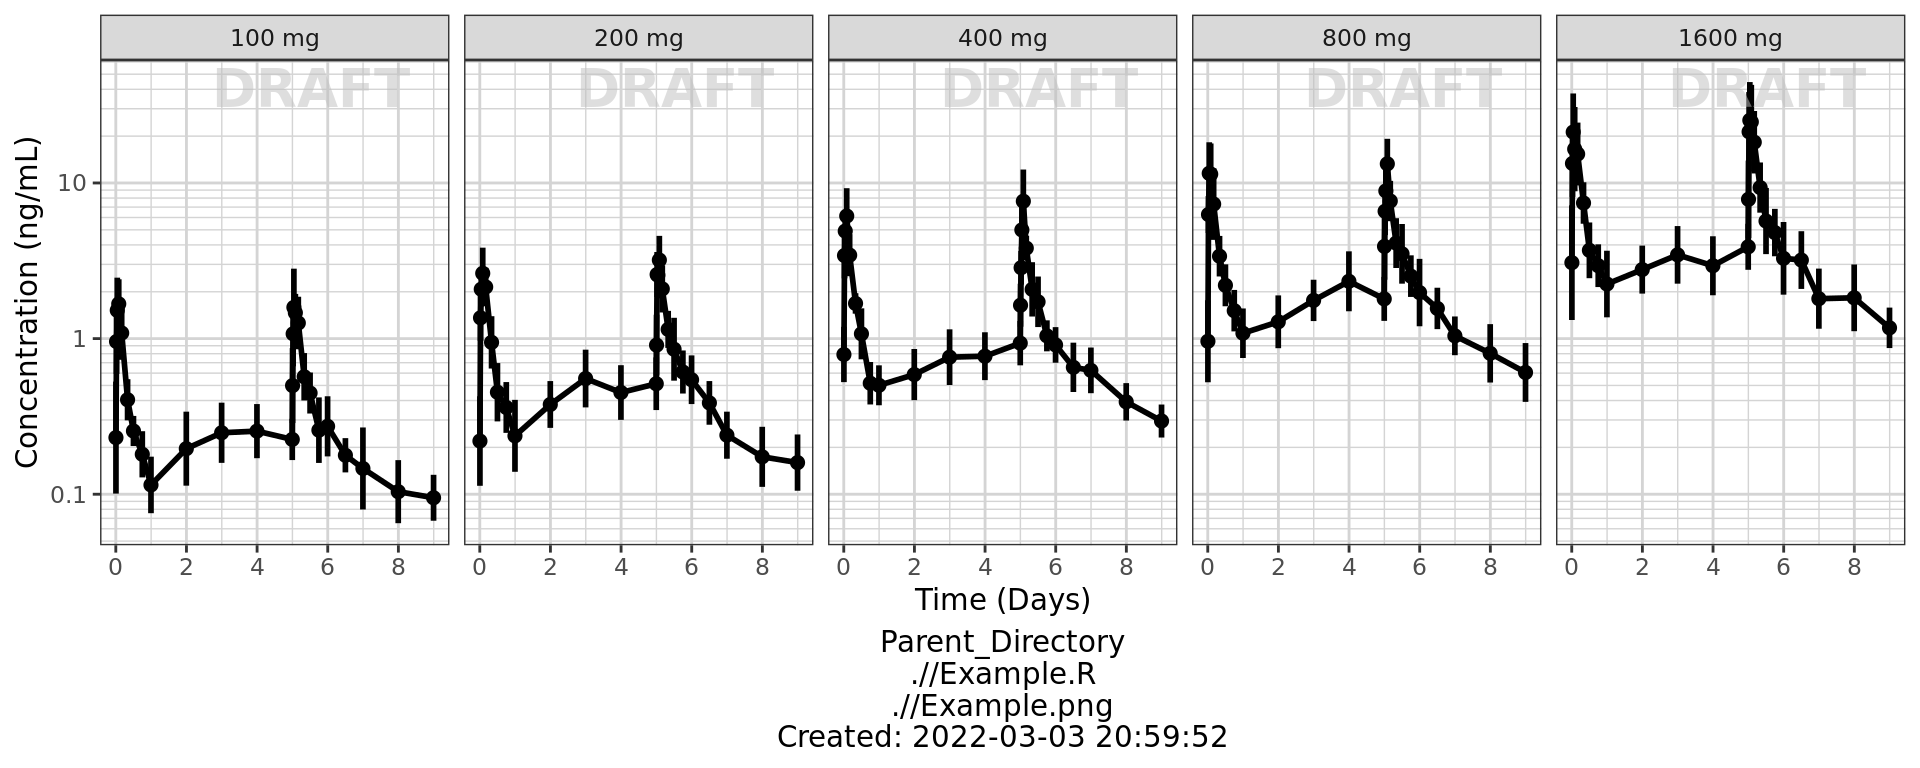 100 mg
200 mg
400 mg
800 mg
1600 mg
DRAFT
DRAFT
DRAFT
DRAFT
DRAFT
Concentration (ng/mL)
10
1
0.1
0 2 4 6 8
0 2 4 6 8
0 2 4 6 8
0 2 4 6 8
0 2 4 6 8
Time (Days)
Parent_Directory
.//Example.R
.//Example.png
Created: 2022-03-03 20:59:52